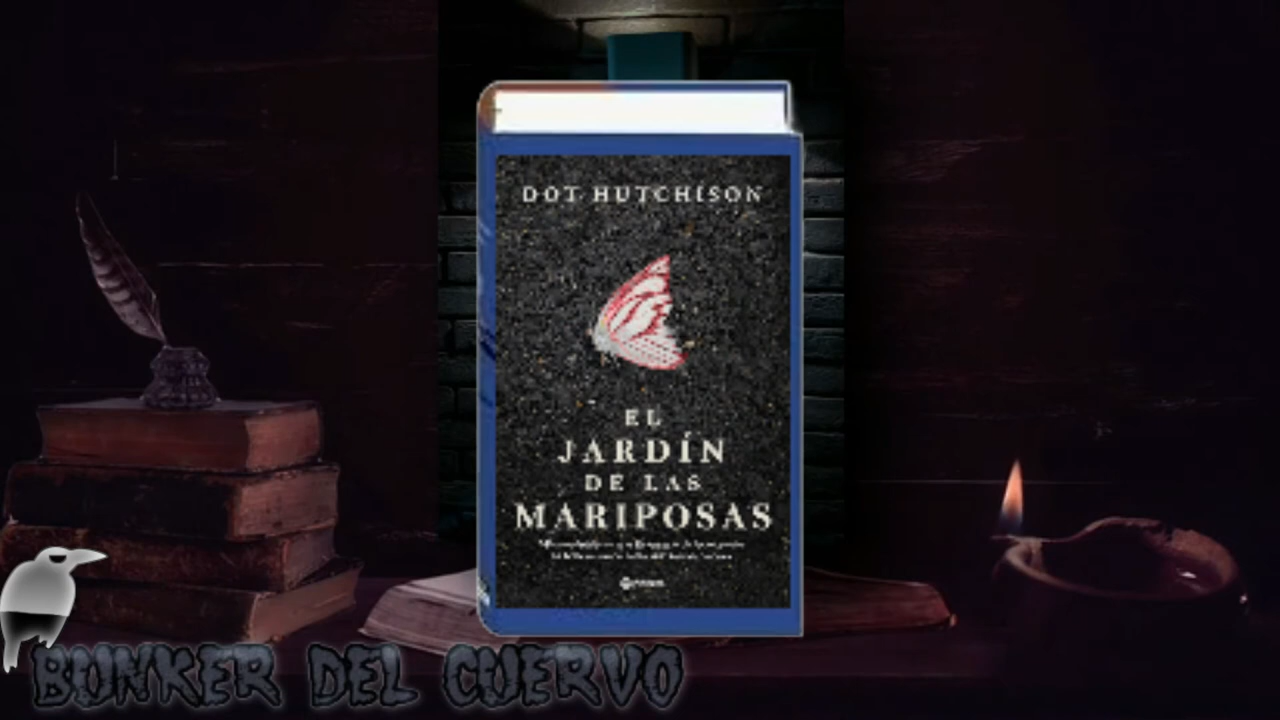 DOT HUTCHISON
EL
JARDÍN
DE LAS
MARIPOSAS
BUNKER DEL CUERVO